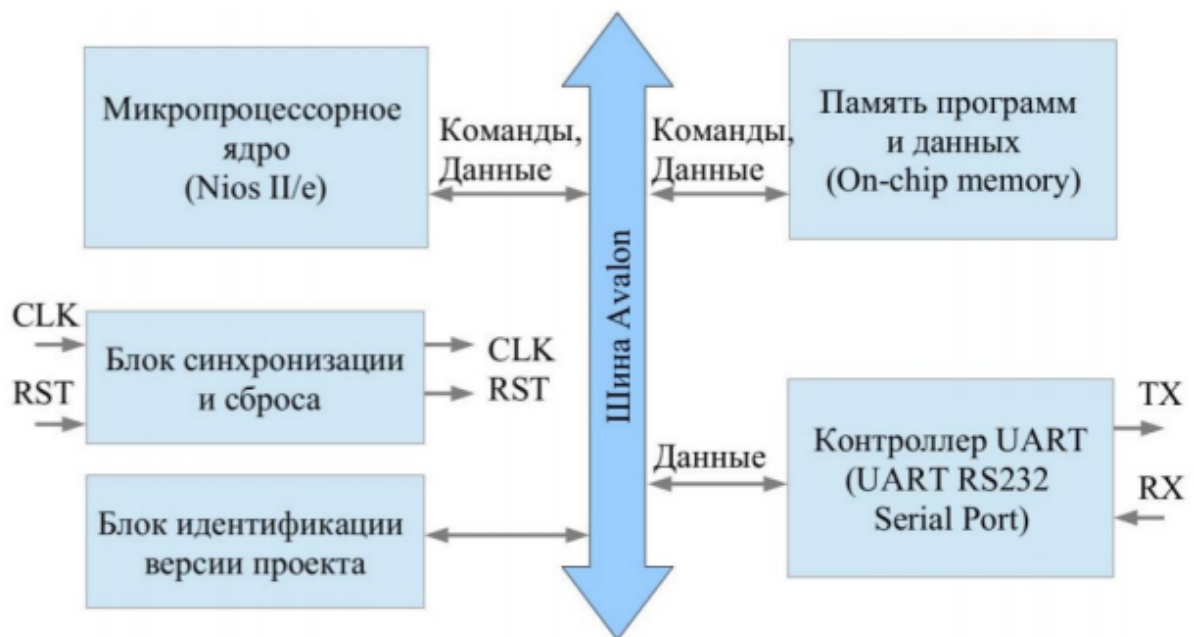 Микропроцессорное
ядро
(Nios II/e)
Команды,
Данные
Шина Avalon
Команды,
Данные
Память программ
и данных
(On-chip memory)
CLK
RST
Блок синхронизации
и сброса
CLK
RST
Данные
Контроллер UART
(UART RS232
Serial Port)
TX
RX
Блок идентификации
версии проекта